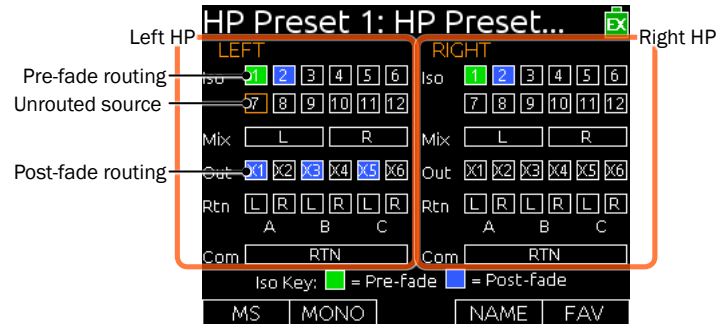 HP Preset 1: HP Preset... EX
Left HP
Right HP
LEFT
RIGHT
Pre-fade routing
Iso 1 2 3 4 5 6
Iso 1 2 3 4 5 6
Unrouted source
7 8 9 10 11 12
7 8 9 10 11 12
Mix L R
Mix L R
Post-fade routing
Out X1 X2 X3 X4 X5 X6
Out X1 X2 X3 X4 X5 X6
Rtn L R L R L R
Rtn L R L R L R
A B C
A B C
Com RTN
Com RTN
Iso Key: = Pre-fade = Post-fade
MS MONO NAME FAV